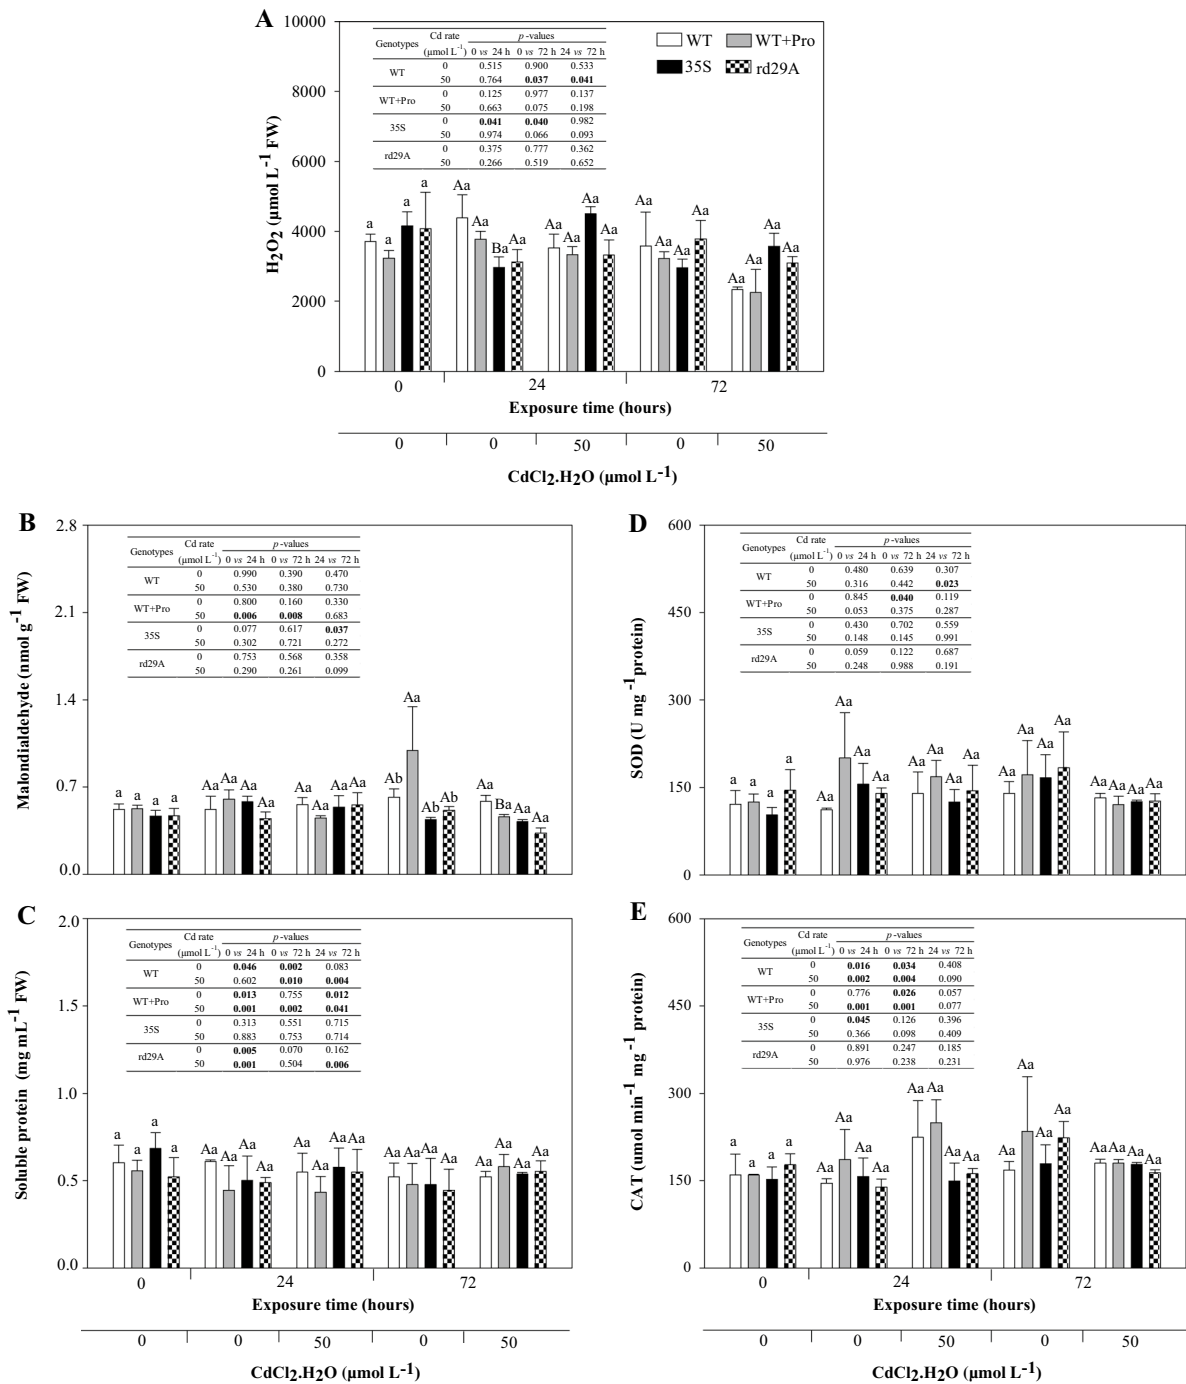 A
10000
8000
6000
4000
2000
0
H2O2 (µmol L-1 FW)
Genotypes Cd rate (µmol L-1) p-values
0 vs 24 h 0 vs 72 h 24 vs 72 h
WT 0 0.515 0.900 0.533
50 0.764 0.037 0.041
WT+Pro 0 0.125 0.977 0.137
50 0.663 0.075 0.198
35S 0 0.041 0.040 0.982
50 0.974 0.066 0.093
rd29A 0 0.375 0.777 0.362
50 0.266 0.519 0.652
WT WT+Pro
35S rd29A
a a a a Aa Aa Ba Aa Aa Aa Aa Aa Aa Aa Aa Aa Aa Aa Aa Aa
0 24 72
Exposure time (hours)
0 0 50 0 50
CdCl2.H2O (µmol L-1)
B
2.8
2.1
1.4
0.7
0.0
Malondialdehyde (nmol g-1 FW)
Genotypes Cd rate (µmol L-1) p-values
0 vs 24 h 0 vs 72 h 24 vs 72 h
WT 0 0.990 0.390 0.470
50 0.530 0.380 0.730
WT+Pro 0 0.800 0.160 0.330
50 0.006 0.008 0.683
35S 0 0.077 0.617 0.037
50 0.302 0.721 0.272
rd29A 0 0.753 0.568 0.358
50 0.290 0.261 0.099
a a a a Aa Aa Aa Aa Aa Aa Aa Aa Ab Aa Ab Ab Aa Ba Aa Aa
D
600
450
300
150
0
SOD (U mg -1 protein)
Genotypes Cd rate (µmol L-1) p-values
0 vs 24 h 0 vs 72 h 24 vs 72 h
WT 0 0.480 0.639 0.307
50 0.316 0.442 0.023
WT+Pro 0 0.845 0.040 0.119
50 0.053 0.375 0.287
35S 0 0.430 0.702 0.559
50 0.148 0.145 0.991
rd29A 0 0.059 0.122 0.687
50 0.248 0.988 0.191
a a a a Aa Aa Aa Aa Aa Aa Aa Aa Aa Aa Aa Aa Aa Aa Aa Aa
C
2.0
1.5
1.0
0.5
0.0
Soluble protein (mg mL-1 FW)
Genotypes Cd rate (µmol L-1) p-values
0 vs 24 h 0 vs 72 h 24 vs 72 h
WT 0 0.046 0.002 0.083
50 0.602 0.010 0.004
WT+Pro 0 0.013 0.755 0.012
50 0.001 0.002 0.041
35S 0 0.313 0.551 0.715
50 0.883 0.753 0.714
rd29A 0 0.005 0.070 0.162
50 0.001 0.504 0.006
a a a a Aa Aa Aa Aa Aa Aa Aa Aa Aa Aa Aa Aa Aa Aa Aa Aa
0 24 72
Exposure time (hours)
0 0 50 0 50
CdCl2.H2O (µmol L-1)
E
600
450
300
150
0
CAT (umol min-1 mg -1 protein)
Genotypes Cd rate (µmol L-1) p-values
0 vs 24 h 0 vs 72 h 24 vs 72 h
WT 0 0.016 0.034 0.408
50 0.002 0.004 0.090
WT+Pro 0 0.776 0.026 0.057
50 0.001 0.001 0.077
35S 0 0.045 0.126 0.396
50 0.366 0.098 0.409
rd29A 0 0.891 0.247 0.185
50 0.976 0.238 0.231
a a a a Aa Aa Aa Aa Aa Aa Aa Aa Aa Aa Aa Aa Aa Aa Aa Aa
0 24 72
Exposure time (hours)
0 0 50 0 50
CdCl2.H2O (µmol L-1)